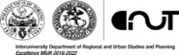 Interuniversity Department of Regional and Urban Studies and Planning
Excellence MIUR 2018-2022